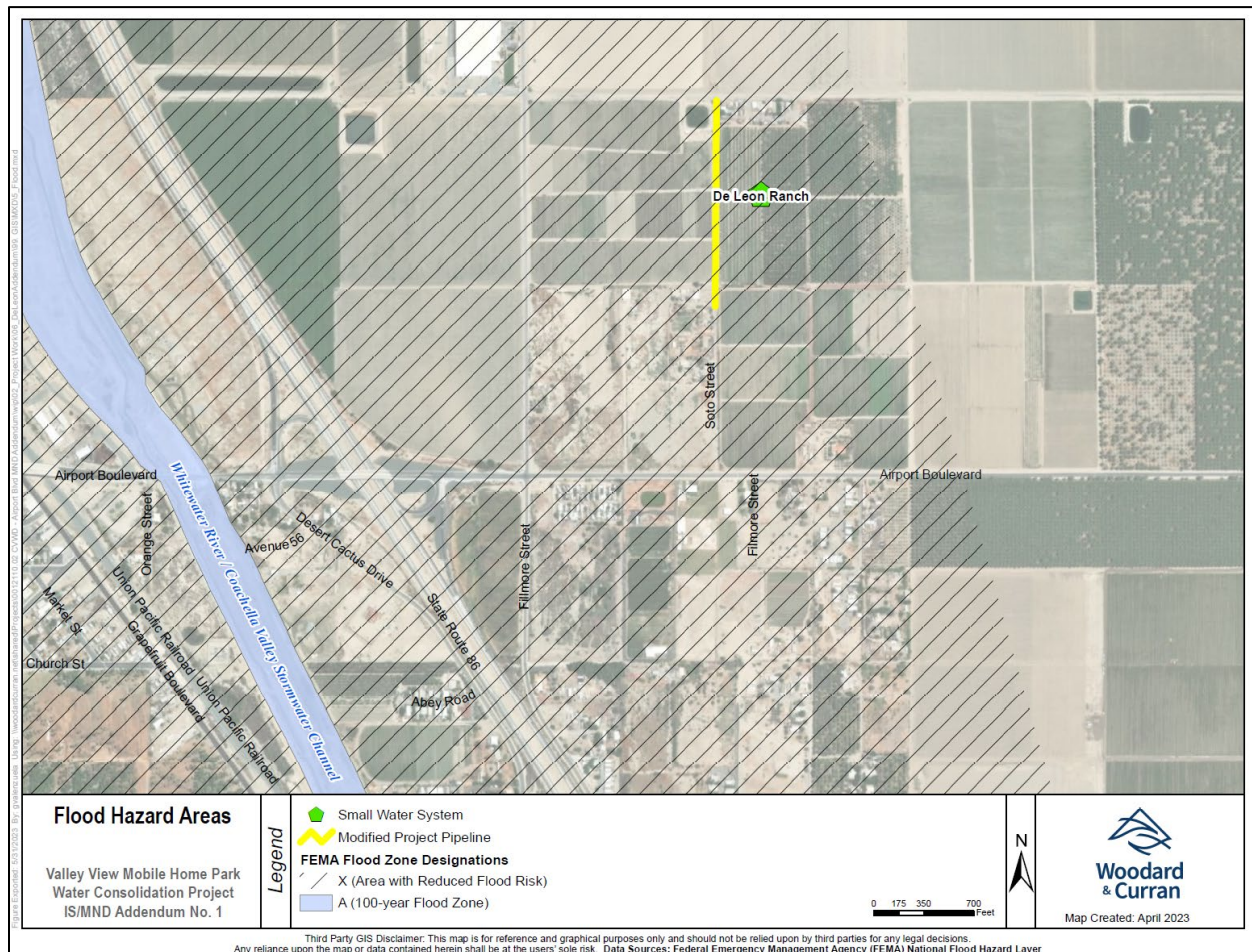 De Leon Ranch
Soto Street
Airport Boulevard
Airport Boulevard
Whitewater River / Coachella Valley Stormwater Channel
Orange Street
Avenue 56
Desert Cactus Drive
Fillmore Street
Filmore Street
State Route 86
Union Pacific Railroad
Union Pacific Railroad
Grapefruit Boulevard
Market St
Church St
Abey Road
Flood Hazard Areas
Valley View Mobile Home Park
Water Consolidation Project
IS/MND Addendum No. 1
Legend
Small Water System
Modified Project Pipeline
FEMA Flood Zone Designations
X (Area with Reduced Flood Risk)
A (100-year Flood Zone)
0 175 350 700
Feet
N
Woodard
& Curran
Map Created: April 2023
Third Party GIS Disclaimer: This map is for reference and graphical purposes only and should not be relied upon by third parties for any legal decisions.
Any reliance upon the map or data contained herein shall be at the users' sole risk. Data Sources: Federal Emergency Management Agency (FEMA) National Flood Hazard Layer